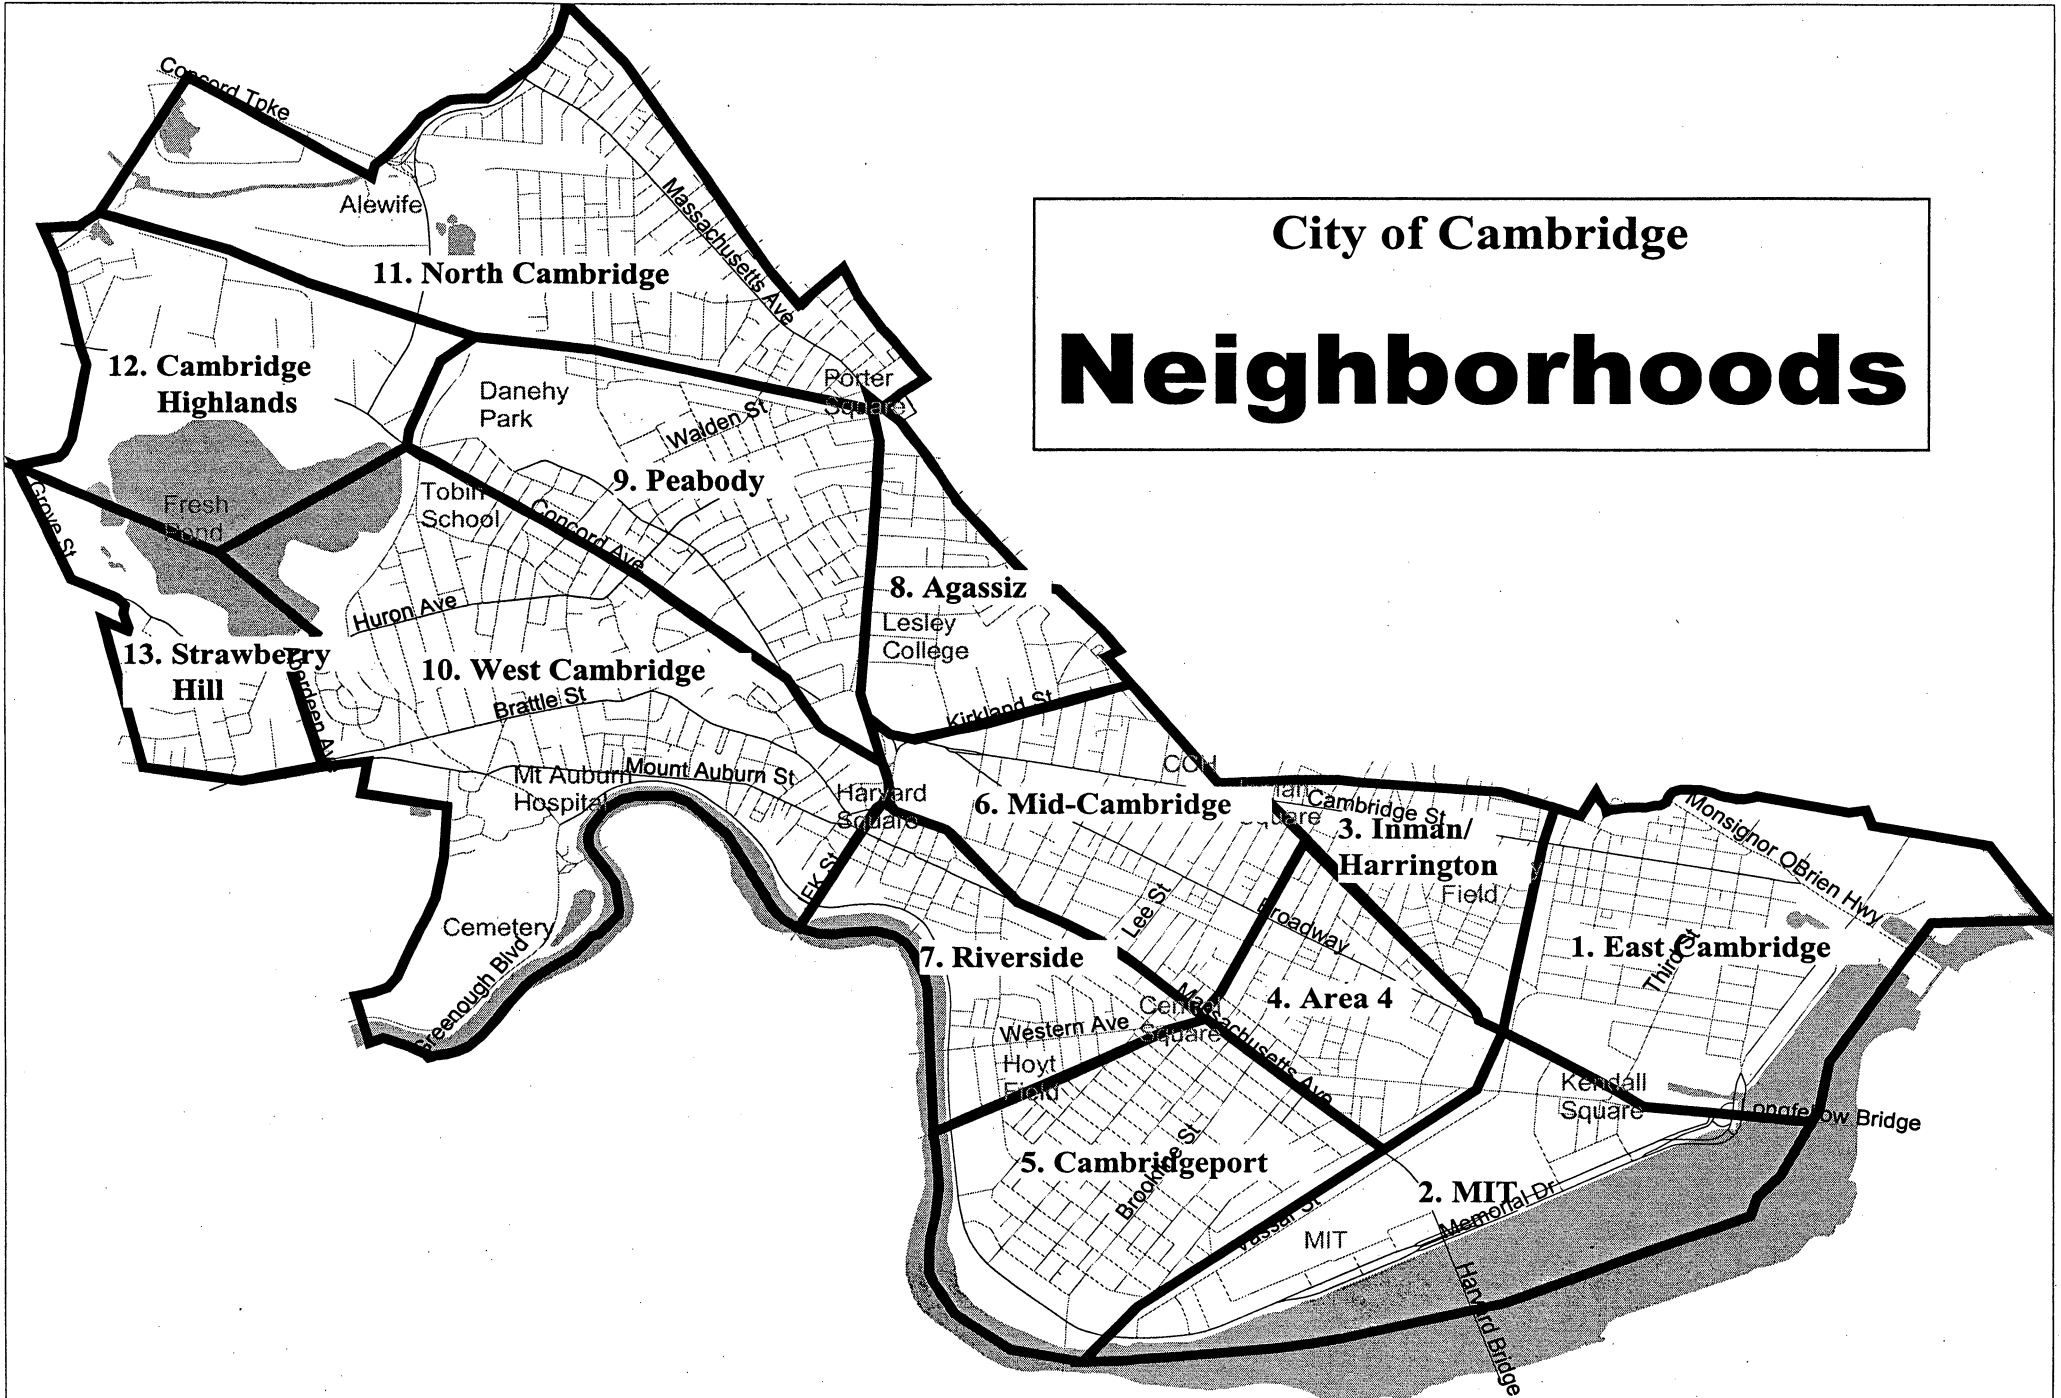 City of Cambridge
Neighborhoods
Concord Tpke
Alewife
Massachusetts Ave
11. North Cambridge
12. Cambridge
Highlands
Danehy
Park
Porter
Square
Walden St
9. Peabody
Tobin
School
Concord Ave
Fresh
Pond
Grove St
Huron Ave
8. Agassiz
Lesley
College
13. Strawberry
Hill
10. West Cambridge
Brattle St
Kirkland St
Mt Auburn
Hospital
Mount Auburn St
Harvard
Square
6. Mid-Cambridge
Square
Cambridge St
3. Inman/
Harrington
Field
Monsignor OBrien Hwy
Lee St
Broadway
Cemetery
Greenough Blvd
7. Riverside
1. East Cambridge
Third St
4. Area 4
Central
Square
Massachusetts Ave
Western Ave
Hoyt
Field
Kendall
Square
Longfellow Bridge
5. Cambridgeport
Brookline St
2. MIT
Memorial Dr
Vassar St
MIT
Harvard Bridge